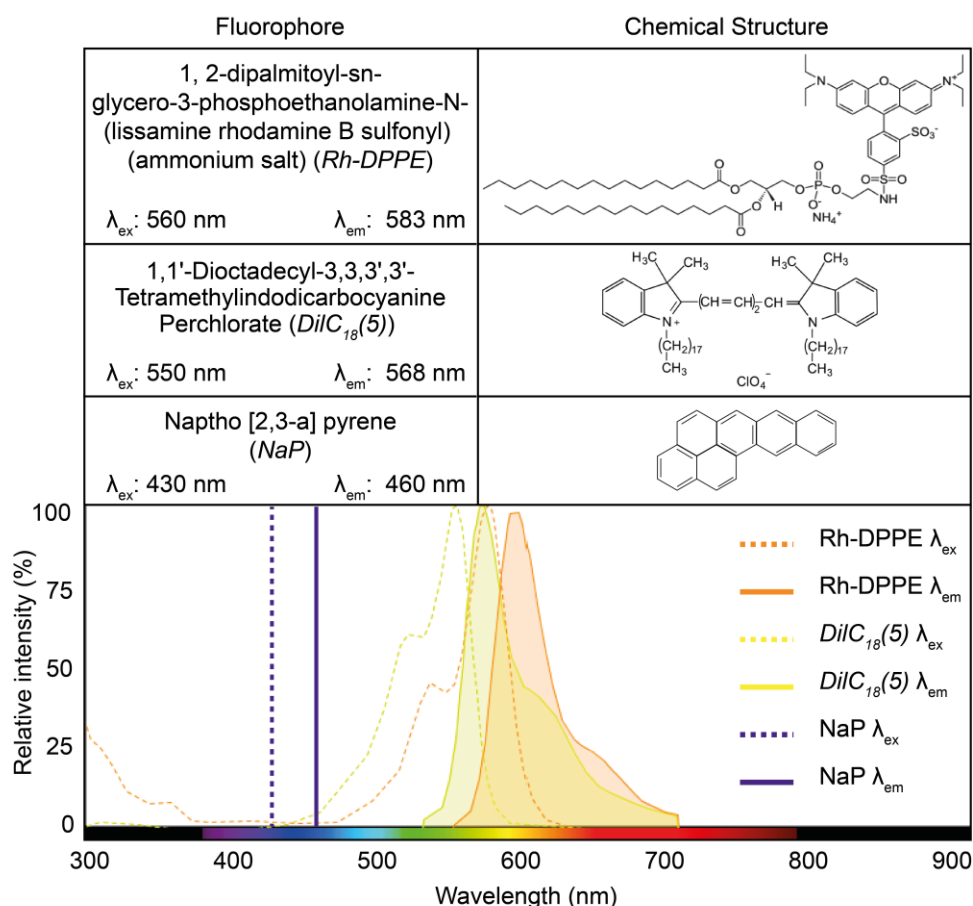 Fluorophore
Chemical Structure
1, 2-dipalmitoyl-sn-
glycero-3-phosphoethanolamine-N-
(lissamine rhodamine B sulfonyl)
(ammonium salt) (Rh-DPPE)
λex: 560 nm λem: 583 nm
N
O
N+
SO3-
O
O
O
P
O
O
S
O
O-
NH
O
O
H
NH4+
O
1,1'-Dioctadecyl-3,3,3',3'-
Tetramethylindodicarbocyanine
Perchlorate (DiIC18(5))
λex: 550 nm λem: 568 nm
H3C CH3 H3C CH3
(CH=CH)2-CH
N+ N
(CH2)17 (CH2)17
CH3 CH3
ClO4-
Naptho [2,3-a] pyrene
(NaP)
λex: 430 nm λem: 460 nm
Relative intensity (%)
100
75
50
25
0
Rh-DPPE λex
Rh-DPPE λem
DiIC18(5) λex
DiIC18(5) λem
NaP λex
NaP λem
300 400 500 600 700 800 900
Wavelength (nm)